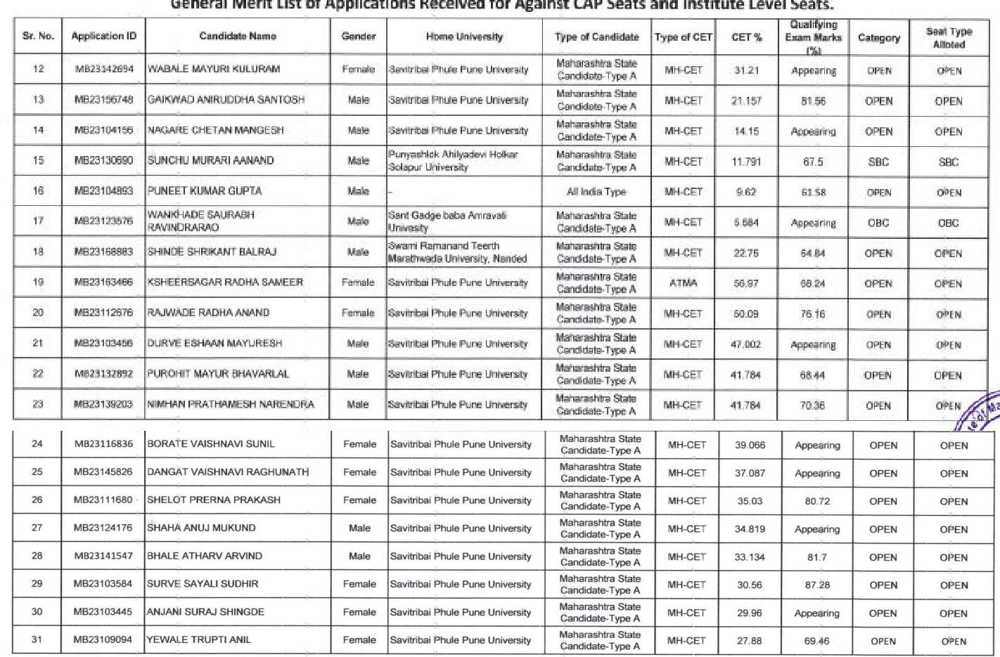 General Merit List of Applications Received for Against CAP Seats and Institute Level Seats.
Sr. No. Application ID Candidate Name Gender Home University Type of Candidate Type of CET CET % Qualifying Exam Marks (%) Category Seat Type Alloted
12 MB23142694 WABALE MAYURI KULURAM Female Savitribai Phule Pune University Maharashtra State Candidate-Type A MH-CET 31.21 Appearing OPEN OPEN
13 MB23156748 GAIKWAD ANIRUDDHA SANTOSH Male Savitribai Phule Pune University Maharashtra State Candidate-Type A MH-CET 21.157 81.56 OPEN OPEN
14 MB23104156 NAGARE CHETAN MANGESH Male Savitribai Phule Pune University Maharashtra State Candidate-Type A MH-CET 14.15 Appearing OPEN OPEN
15 MB23130690 SUNCHU MURARI AANAND Male Punyashlok Ahilyadevi Holkar Solapur University Maharashtra State Candidate-Type A MH-CET 11.791 67.5 SBC SBC
16 MB23104893 PUNEET KUMAR GUPTA Male - All India Type MH-CET 9.62 61.58 OPEN OPEN
17 MB23123576 WANKHADE SAURABH RAVINDRARAO Male Sant Gadge baba Amravati Univesity Maharashtra State Candidate-Type A MH-CET 5.584 Appearing OBC OBC
18 MB23168883 SHINDE SHRIKANT BALRAJ Male Swami Ramanand Teerth Marathwada University, Nanded Maharashtra State Candidate-Type A MH-CET 22.75 64.84 OPEN OPEN
19 MB23163466 KSHEERSAGAR RADHA SAMEER Female Savitribai Phule Pune University Maharashtra State Candidate-Type A ATMA 56.97 68.24 OPEN OPEN
20 MB23112676 RAJWADE RADHA ANAND Female Savitribai Phule Pune University Maharashtra State Candidate-Type A MH-CET 50.09 76.16 OPEN OPEN
21 MB23103456 DURVE ESHAAN MAYURESH Male Savitribai Phule Pune University Maharashtra State Candidate-Type A MH-CET 47.002 Appearing OPEN OPEN
22 MB23132892 PUROHIT MAYUR BHAVARLAL Male Savitribai Phule Pune University Maharashtra State Candidate-Type A MH-CET 41.784 68.44 OPEN OPEN
23 MB23139203 NIMHAN PRATHAMESH NARENDRA Male Savitribai Phule Pune University Maharashtra State Candidate-Type A MH-CET 41.784 70.36 OPEN OPEN
24 MB23116836 BORATE VAISHNAVI SUNIL Female Savitribai Phule Pune University Maharashtra State Candidate-Type A MH-CET 39.066 Appearing OPEN OPEN
25 MB23145826 DANGAT VAISHNAVI RAGHUNATH Female Savitribai Phule Pune University Maharashtra State Candidate-Type A MH-CET 37.087 Appearing OPEN OPEN
26 MB23111680 SHELOT PRERNA PRAKASH Female Savitribai Phule Pune University Maharashtra State Candidate-Type A MH-CET 35.03 80.72 OPEN OPEN
27 MB23124176 SHAHA ANUJ MUKUND Male Savitribai Phule Pune University Maharashtra State Candidate-Type A MH-CET 34.819 Appearing OPEN OPEN
28 MB23141547 BHALE ATHARV ARVIND Male Savitribai Phule Pune University Maharashtra State Candidate-Type A MH-CET 33.134 81.7 OPEN OPEN
29 MB23103584 SURVE SAYALI SUDHIR Female Savitribai Phule Pune University Maharashtra State Candidate-Type A MH-CET 30.56 87.28 OPEN OPEN
30 MB23103445 ANJANI SURAJ SHINGDE Female Savitribai Phule Pune University Maharashtra State Candidate-Type A MH-CET 29.96 Appearing OPEN OPEN
31 MB23109094 YEWALE TRUPTI ANIL Female Savitribai Phule Pune University Maharashtra State Candidate-Type A MH-CET 27.88 69.46 OPEN OPEN